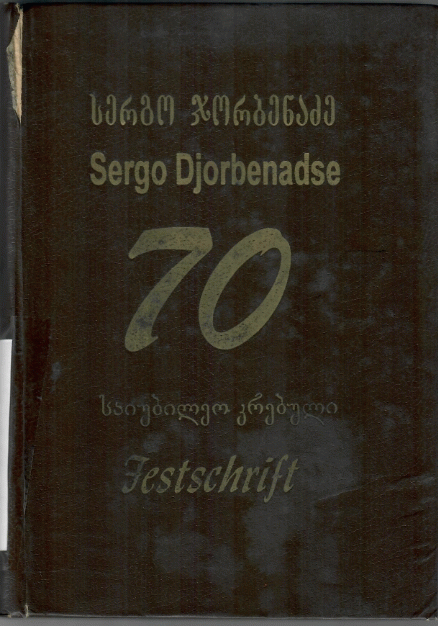 სერგო ჯორბენაძე
Sergo Djorbenadse
70
საიუბილეო კრებული
Festschrift